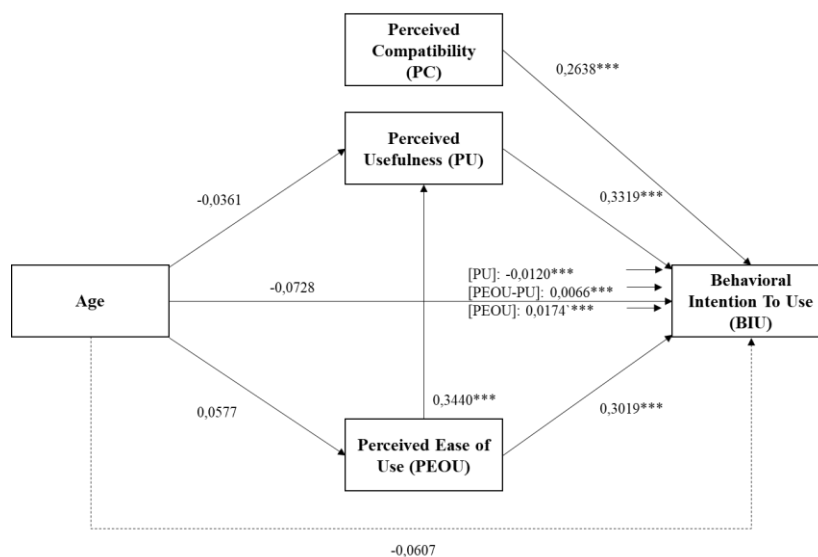 Perceived
Compatibility
(PC)
0,2638***
Perceived
Usefulness (PU)
-0,0361
0,3319***
Age
-0,0728
[PU]: -0,0120***
[PEOU-PU]: 0,0066***
[PEOU]: 0,0174`***
Behavioral
Intention To Use
(BIU)
0,0577
0,3440***
0,3019***
Perceived Ease of
Use (PEOU)
-0,0607